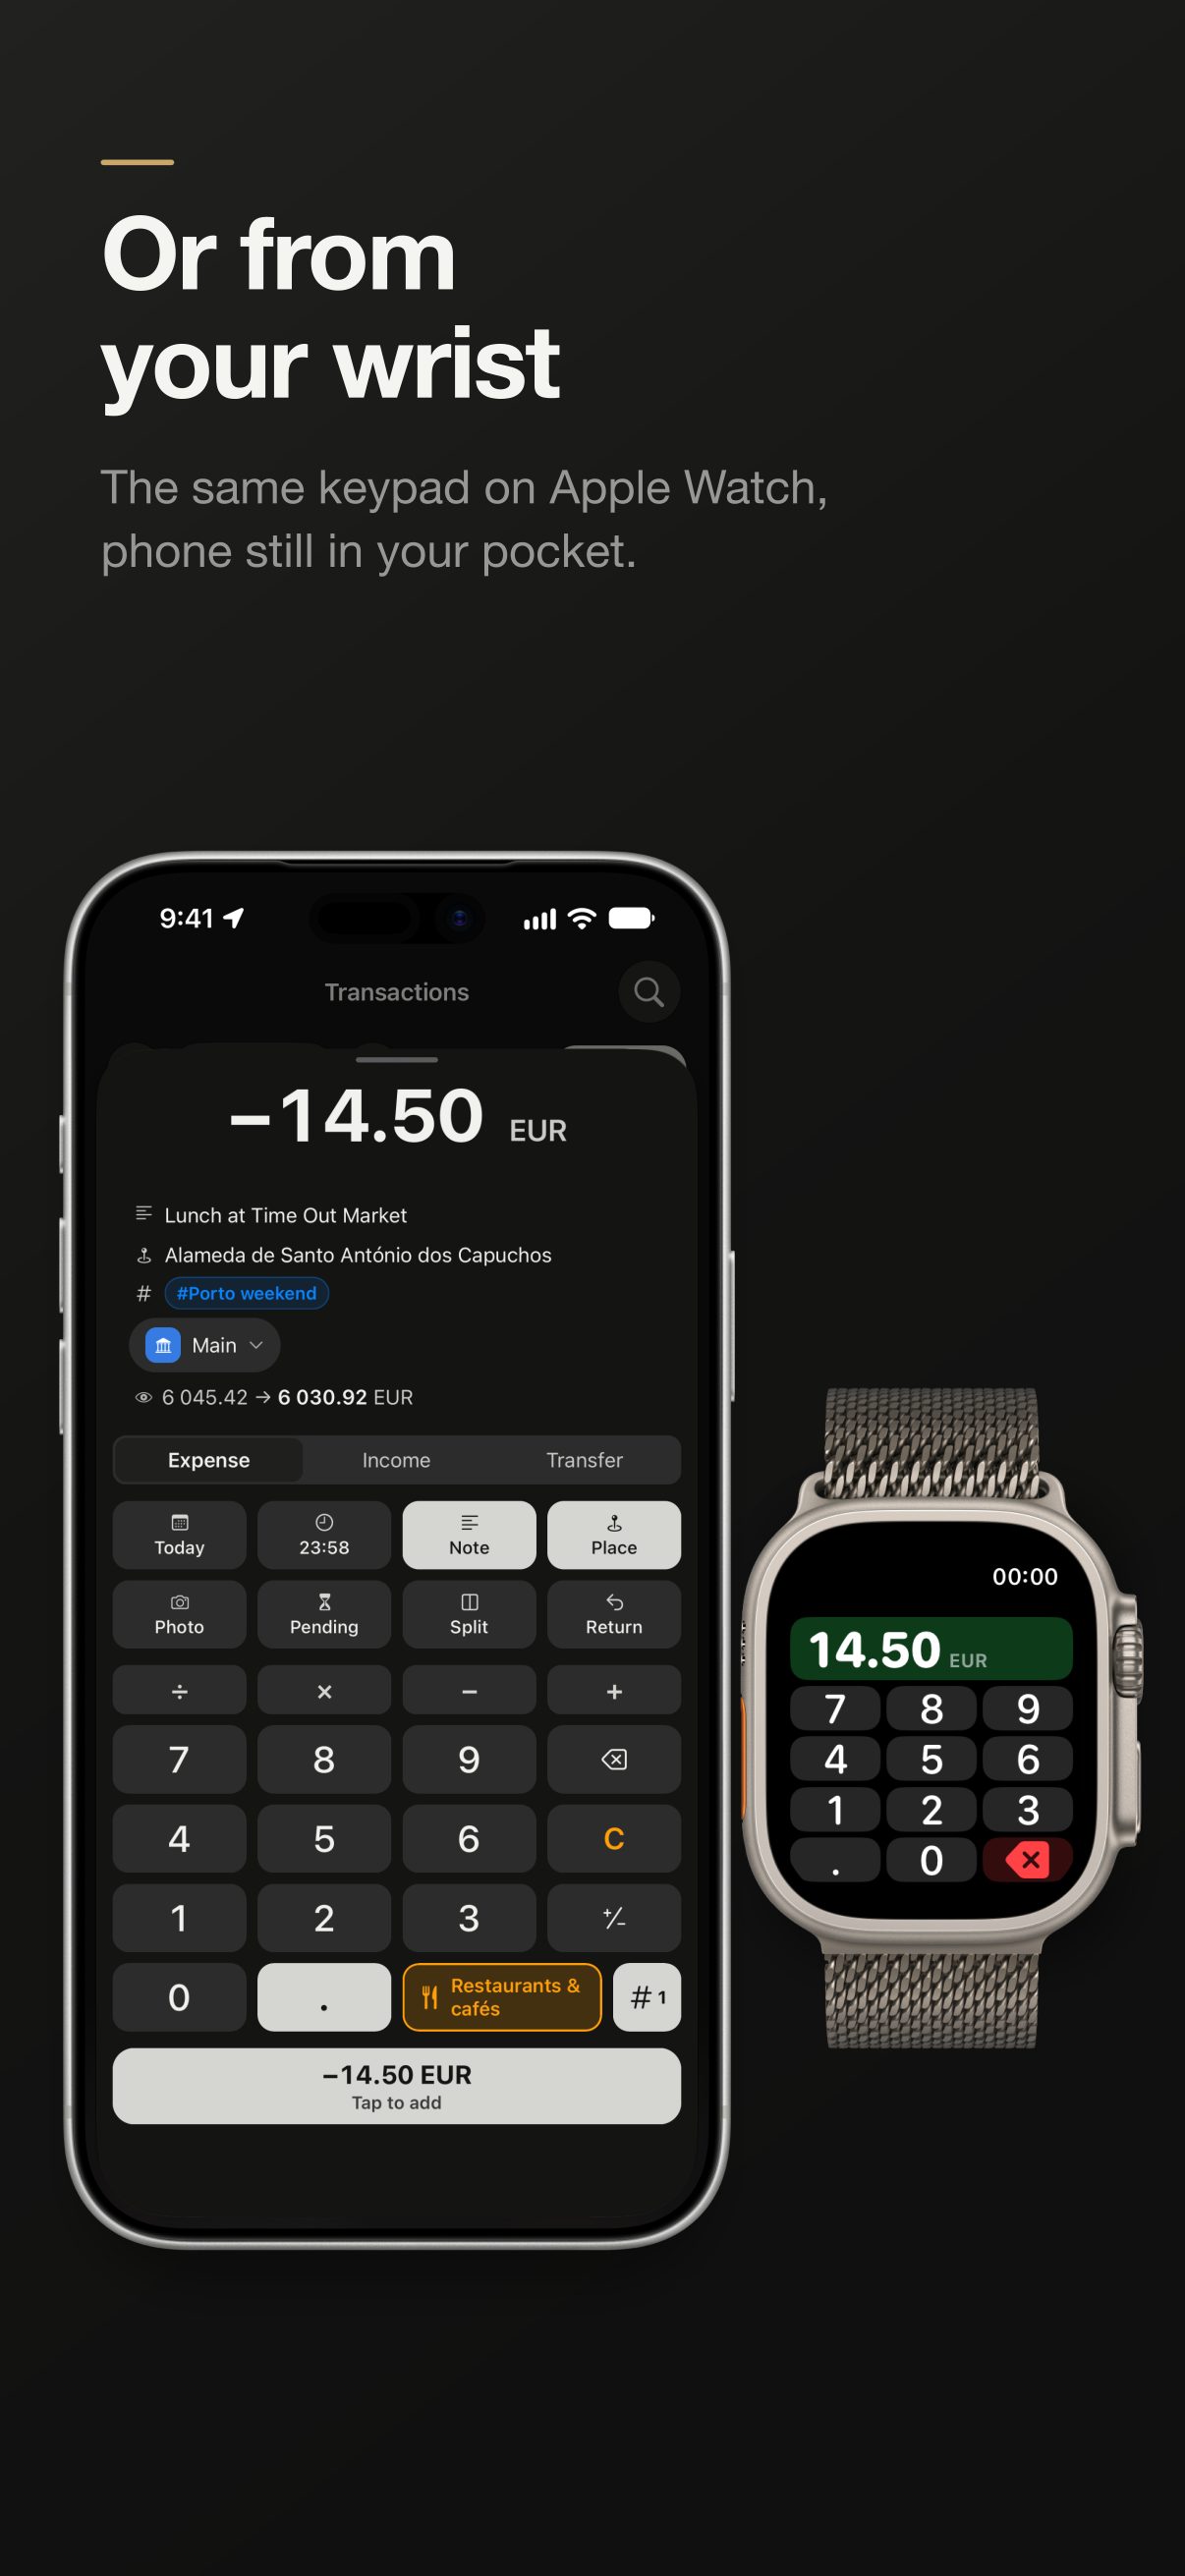 Or from
your wrist
The same keypad on Apple Watch,
phone still in your pocket.
9:41
Transactions
−14.50 EUR
Lunch at Time Out Market
Alameda de Santo António dos Capuchos
# #Porto weekend
Main
6 045.42 → 6 030.92 EUR
Expense Income Transfer
Today 23:58 Note Place
Photo Pending Split Return
÷ × − +
7 8 9
4 5 6 C
1 2 3 +/−
0 . Restaurants &
cafés # 1
−14.50 EUR
Tap to add
00:00
14.50 EUR
7 8 9
4 5 6
1 2 3
. 0